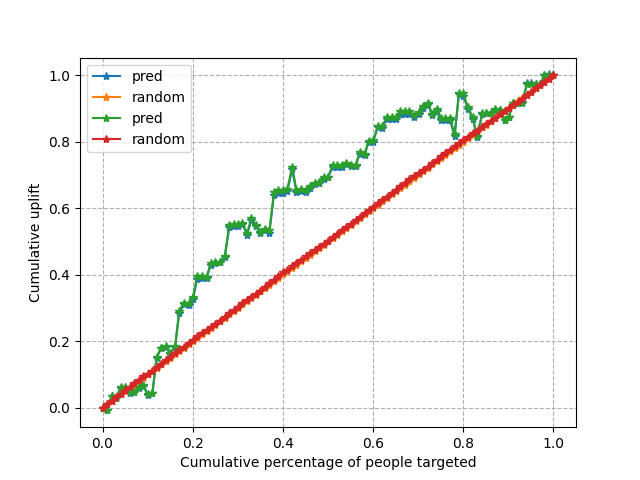 pred
random
pred
random
1.0
0.8
0.6
0.4
0.2
0.0
Cumulative uplift
0.0 0.2 0.4 0.6 0.8 1.0
Cumulative percentage of people targeted